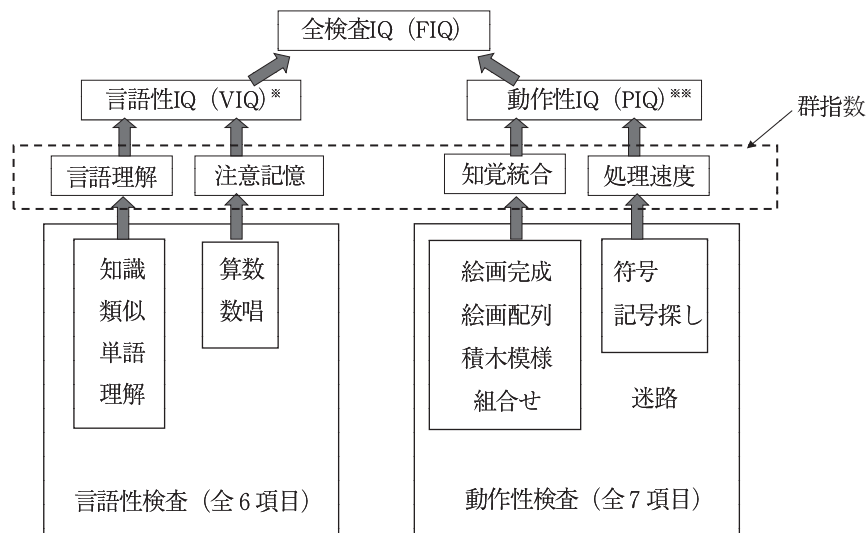 全検査IQ（FIQ）
言語性IQ（VIQ）※
動作性IQ（PIQ）※※
群指数
言語理解
注意記憶
知覚統合
処理速度
知識
類似
単語
理解
算数
数唱
絵画完成
絵画配列
積木模様
組合せ
符号
記号探し
迷路
言語性検査（全6項目）
動作性検査（全7項目）